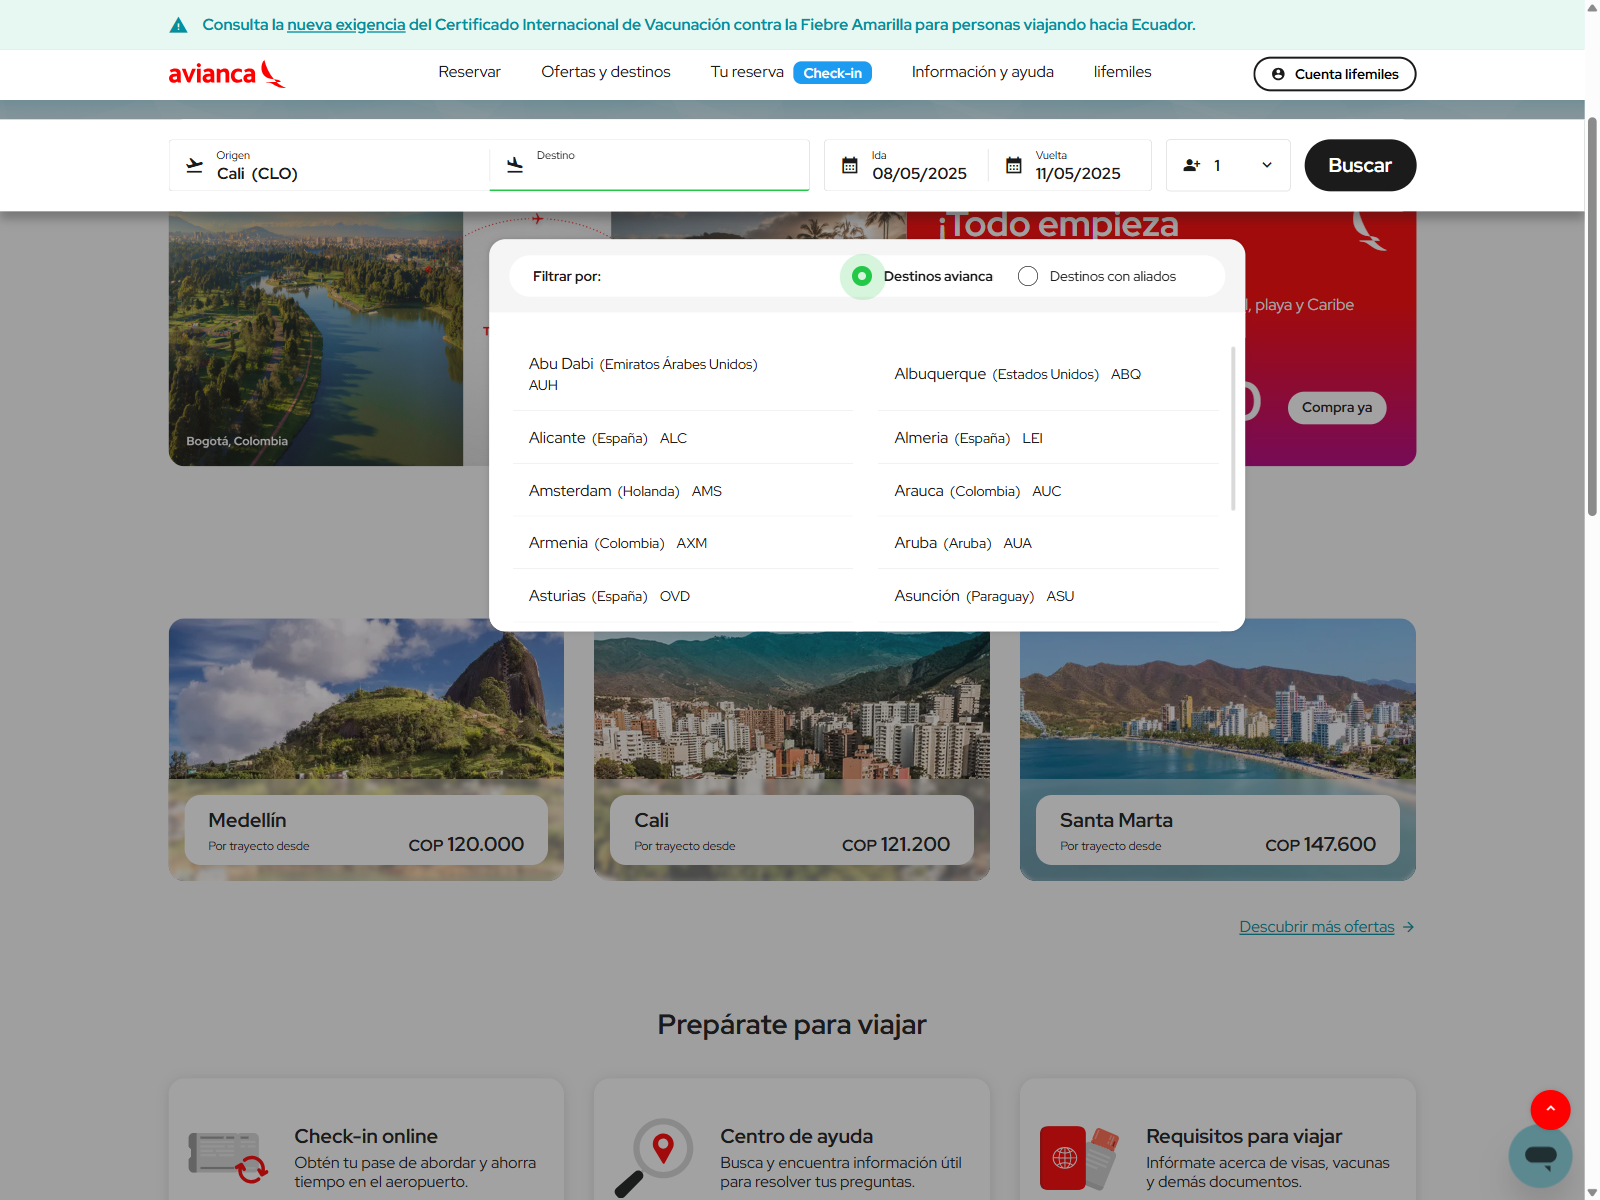 Consulta la nueva exigencia del Certificado Internacional de Vacunación contra la Fiebre Amarilla para personas viajando hacia Ecuador.
avianca
Reservar
Ofertas y destinos
Tu reserva
Check-in
Información y ayuda
lifemiles
Cuenta lifemiles
Origen
Cali (CLO)
Destino
Ida
08/05/2025
Vuelta
11/05/2025
1
Buscar
¡Todo empieza
Filtrar por:
Destinos avianca
Destinos con aliados
, playa y Caribe
Abu Dabi (Emiratos Árabes Unidos)
AUH
Albuquerque (Estados Unidos) ABQ
Compra ya
Bogotá, Colombia
Alicante (España) ALC
Almeria (España) LEI
Amsterdam (Holanda) AMS
Arauca (Colombia) AUC
Armenia (Colombia) AXM
Aruba (Aruba) AUA
Asturias (España) OVD
Asunción (Paraguay) ASU
Medellín
Por trayecto desde
COP 120.000
Cali
Por trayecto desde
COP 121.200
Santa Marta
Por trayecto desde
COP 147.600
Descubrir más ofertas
Prepárate para viajar
Check-in online
Obtén tu pase de abordar y ahorra
tiempo en el aeropuerto.
Centro de ayuda
Busca y encuentra información útil
para resolver tus preguntas.
Requisitos para viajar
Infórmate acerca de visas, vacunas
y demás documentos.